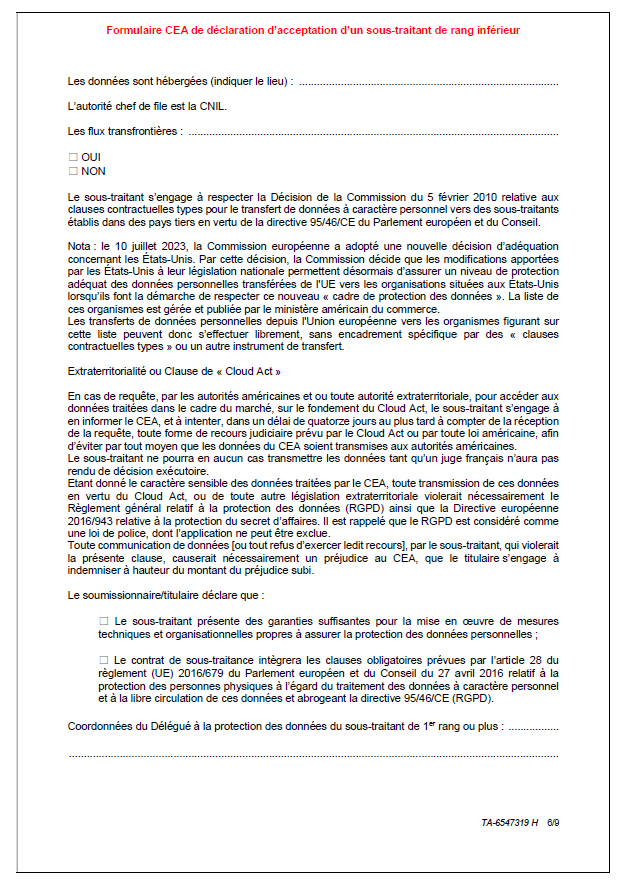 Formulaire CEA de déclaration d’acceptation d’un sous-traitant de rang inférieur
Les données sont hébergées (indiquer le lieu) : .......................................................................................
L’autorité chef de file est la CNIL.
Les flux transfrontières : ............................................................................................................................
☐ OUI
☐ NON
Le sous-traitant s’engage à respecter la Décision de la Commission du 5 février 2010 relative aux
clauses contractuelles types pour le transfert de données à caractère personnel vers des sous-traitants
établis dans des pays tiers en vertu de la directive 95/46/CE du Parlement européen et du Conseil.
Nota : le 10 juillet 2023, la Commission européenne a adopté une nouvelle décision d’adéquation
concernant les États-Unis. Par cette décision, la Commission décide que les modifications apportées
par les États-Unis à leur législation nationale permettent désormais d’assurer un niveau de protection
adéquat des données personnelles transférées de l'UE vers les organisations situées aux États-Unis
lorsqu’ils font la démarche de respecter ce nouveau « cadre de protection des données ». La liste de
ces organismes est gérée et publiée par le ministère américain du commerce.
Les transferts de données personnelles depuis l'Union européenne vers les organismes figurant sur
cette liste peuvent donc s’effectuer librement, sans encadrement spécifique par des « clauses
contractuelles types » ou un autre instrument de transfert.
Extraterritorialité ou Clause de « Cloud Act »
En cas de requête, par les autorités américaines et ou toute autorité extraterritoriale, pour accéder aux
données traitées dans le cadre du marché, sur le fondement du Cloud Act, le sous-traitant s’engage à
en informer le CEA, et à intenter, dans un délai de quatorze jours au plus tard à compter de la réception
de la requête, toute forme de recours judiciaire prévu par le Cloud Act ou par toute loi américaine, afin
d’éviter par tout moyen que les données du CEA soient transmises aux autorités américaines.
Le sous-traitant ne pourra en aucun cas transmettre les données tant qu’un juge français n’aura pas
rendu de décision exécutoire.
Etant donné le caractère sensible des données traitées par le CEA, toute transmission de ces données
en vertu du Cloud Act, ou de toute autre législation extraterritoriale violerait nécessairement le
Règlement général relatif à la protection des données (RGPD) ainsi que la Directive européenne
2016/943 relative à la protection du secret d’affaires. Il est rappelé que le RGPD est considéré comme
une loi de police, dont l’application ne peut être exclue.
Toute communication de données [ou tout refus d’exercer ledit recours], par le sous-traitant, qui violerait
la présente clause, causerait nécessairement un préjudice au CEA, que le titulaire s’engage à
indemniser à hauteur du montant du préjudice subi.
Le soumissionnaire/titulaire déclare que :
☐ Le sous-traitant présente des garanties suffisantes pour la mise en œuvre de mesures
techniques et organisationnelles propres à assurer la protection des données personnelles ;
☐ Le contrat de sous-traitance intègrera les clauses obligatoires prévues par l’article 28 du
règlement (UE) 2016/679 du Parlement européen et du Conseil du 27 avril 2016 relatif à la
protection des personnes physiques à l’égard du traitement des données à caractère personnel
et à la libre circulation de ces données et abrogeant la directive 95/46/CE (RGPD).
Coordonnées du Délégué à la protection des données du sous-traitant de 1er rang ou plus : .................
....................................................................................................................................................................
TA-6547319 H 6/9